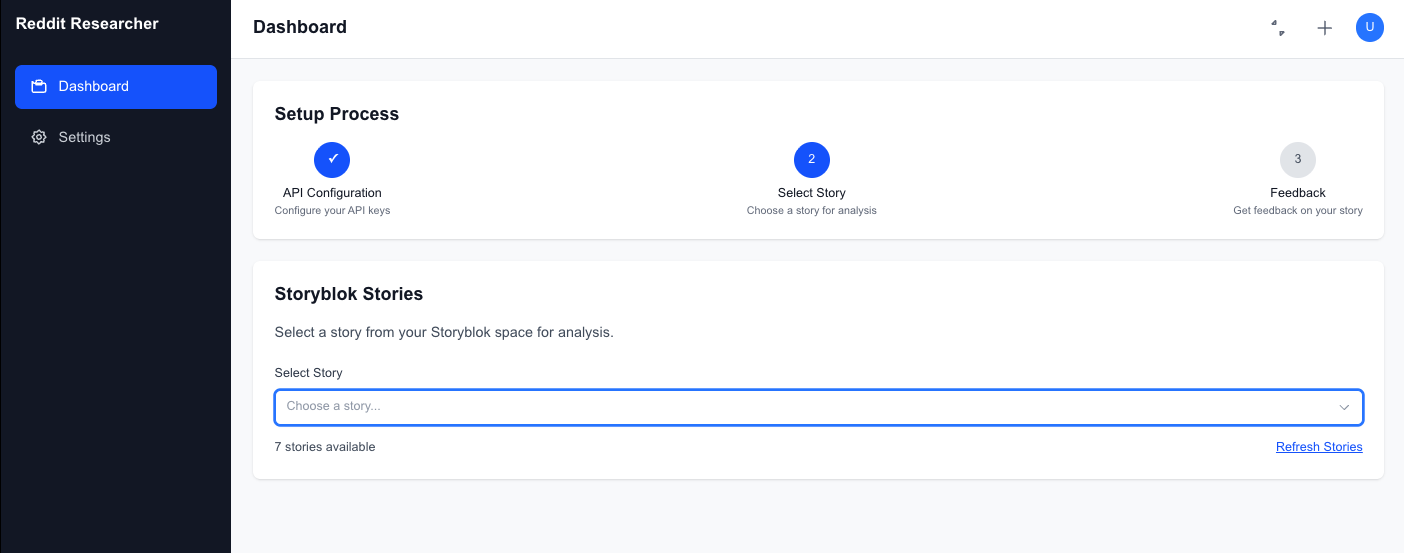 Reddit Researcher
Dashboard
Settings
Dashboard
U
Setup Process
✓
API Configuration
Configure your API keys
2
Select Story
Choose a story for analysis
3
Feedback
Get feedback on your story
Storyblok Stories
Select a story from your Storyblok space for analysis.
Select Story
Choose a story...
7 stories available
Refresh Stories